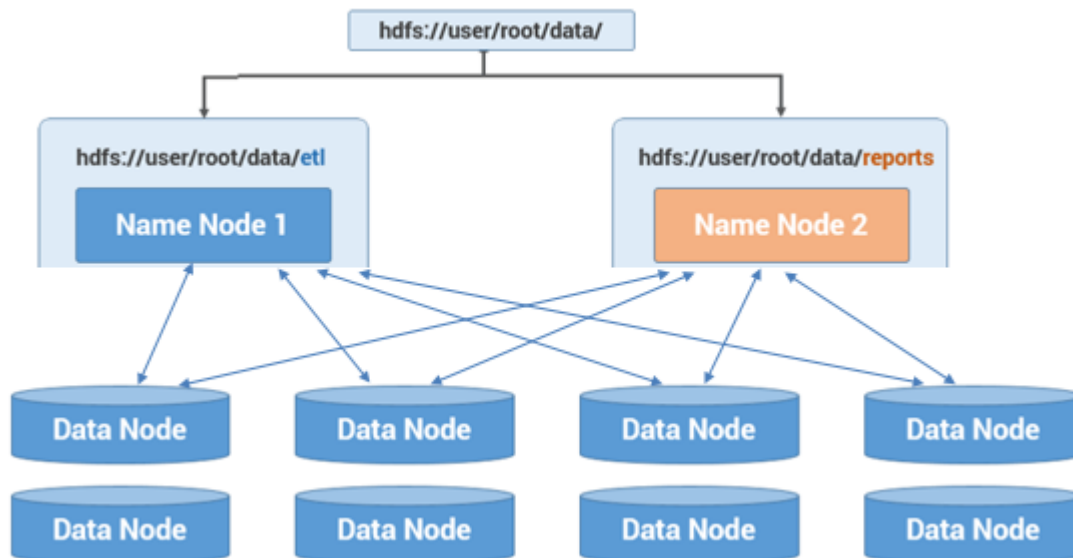 hdfs://user/root/data/
hdfs://user/root/data/etl
hdfs://user/root/data/reports
Name Node 1
Name Node 2
Data Node
Data Node
Data Node
Data Node
Data Node
Data Node
Data Node
Data Node